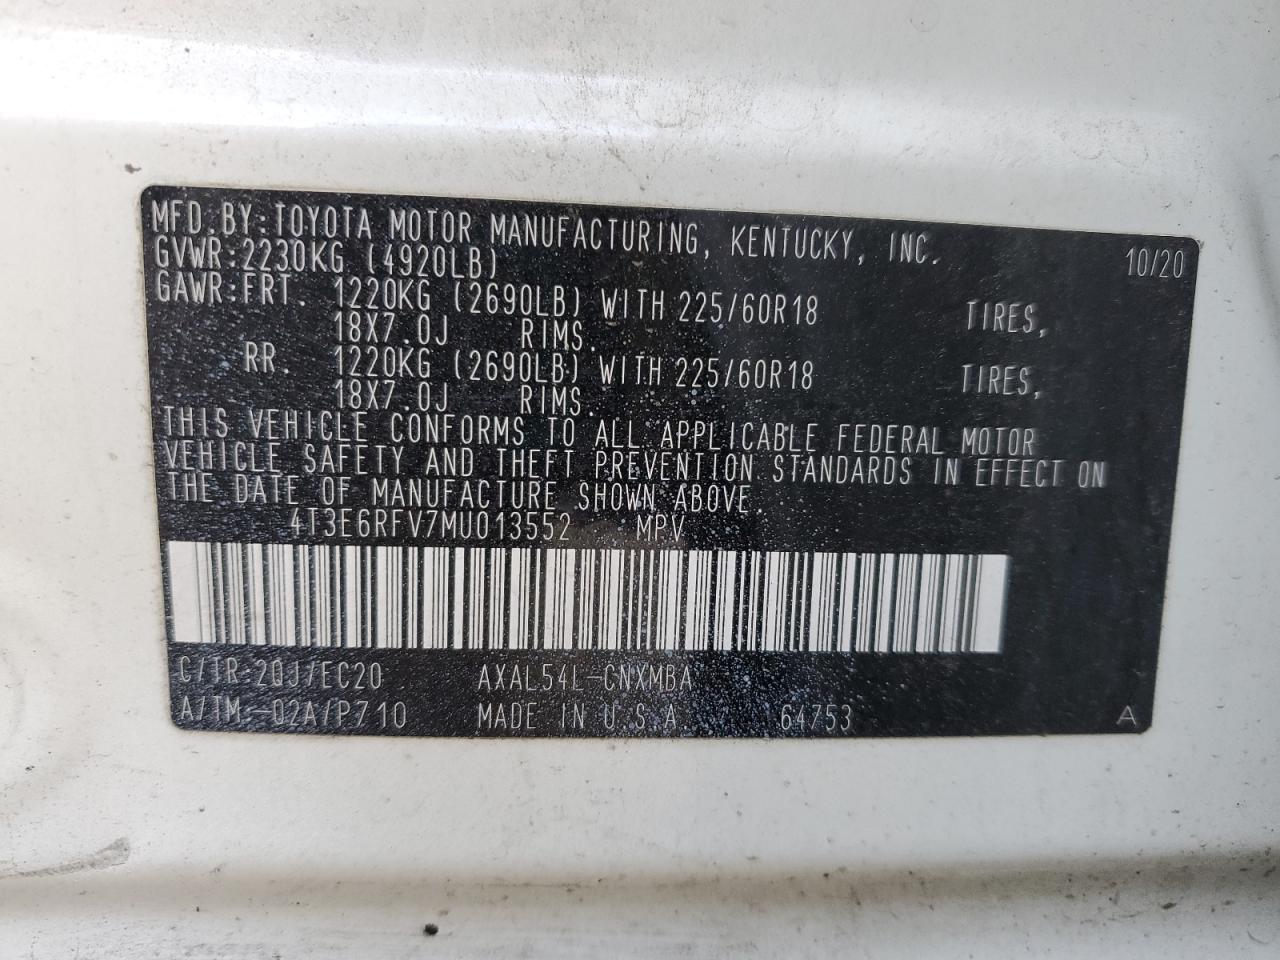 MFD.BY:TOYOTA MOTOR MANUFACTURING, KENTUCKY, INC. 10/20
GVWR:2230KG (4920LB)
GAWR:FRT. 1220KG (2690LB) WITH 225/60R18 TIRES,
18X7.0J RIMS.
RR. 1220KG (2690LB) WITH 225/60R18 TIRES,
18X7.0J RIMS.
THIS VEHICLE CONFORMS TO ALL APPLICABLE FEDERAL MOTOR
VEHICLE SAFETY AND THEFT PREVENTION STANDARDS IN EFFECT ON
THE DATE OF MANUFACTURE SHOWN ABOVE.
4T3E6RFV7MU013552 MPV
C/TR:2QJ/EC20 AXAL54L-CNXMBA
A/TM:-02A/P710 MADE IN U.S.A. 64753 A